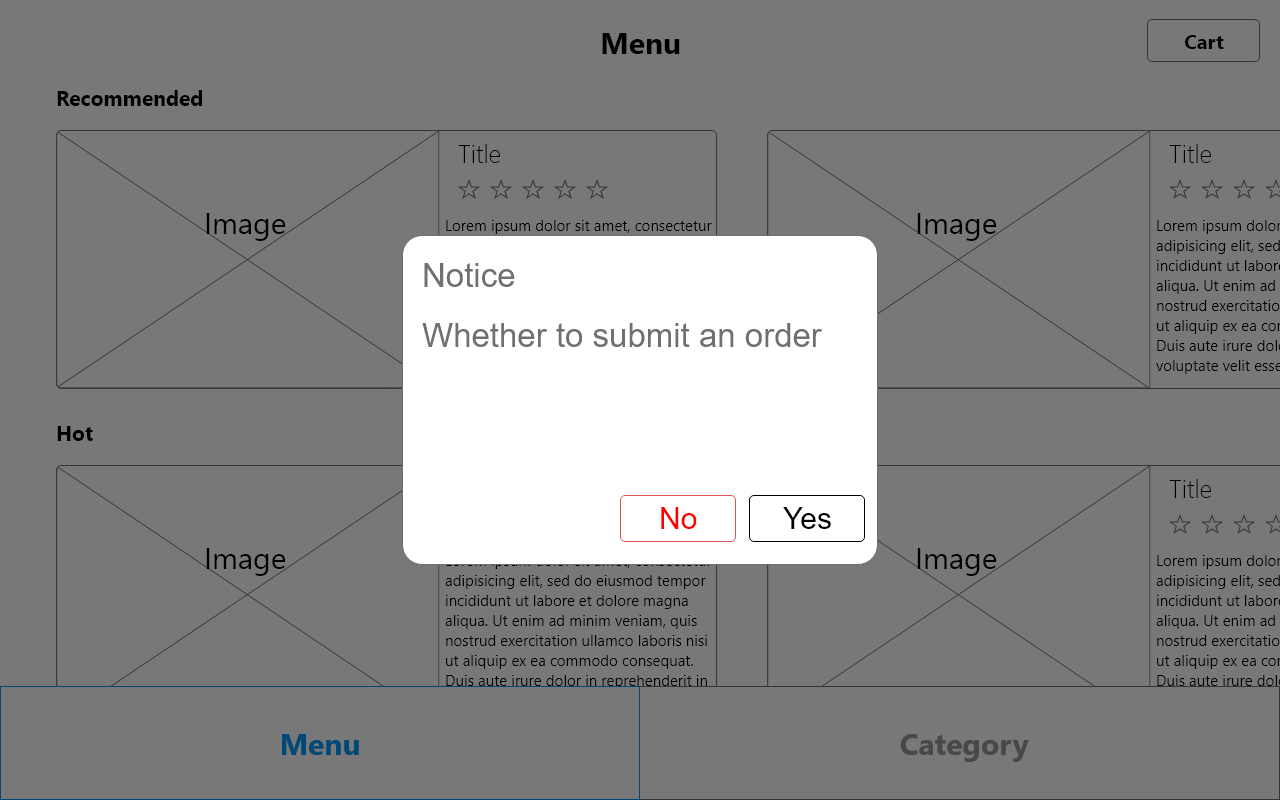 Menu
Cart
Recommended
Image
Title
Lorem ipsum dolor sit amet, consectetur
Image
Title
Lorem ipsum dolor sit
adipisicing elit, sed
incididunt ut labor
aliqua. Ut enim ad
nostrud exercitatio
ut aliquip ex ea co
Duis aute irure dol
voluptate velit esse
Notice
Whether to submit an order
No
Yes
Hot
Image
Lorem ipsum dolor sit amet, consectetur
adipisicing elit, sed do eiusmod tempor
incididunt ut labore et dolore magna
aliqua. Ut enim ad minim veniam, quis
nostrud exercitation ullamco laboris nisi
ut aliquip ex ea commodo consequat.
Duis aute irure dolor in reprehenderit in
Image
Title
Lorem ipsum dolor sit
adipisicing elit, sed
incididunt ut labor
aliqua. Ut enim ad
nostrud exercitatio
ut aliquip ex ea co
Duis aute irure dol
Menu
Category